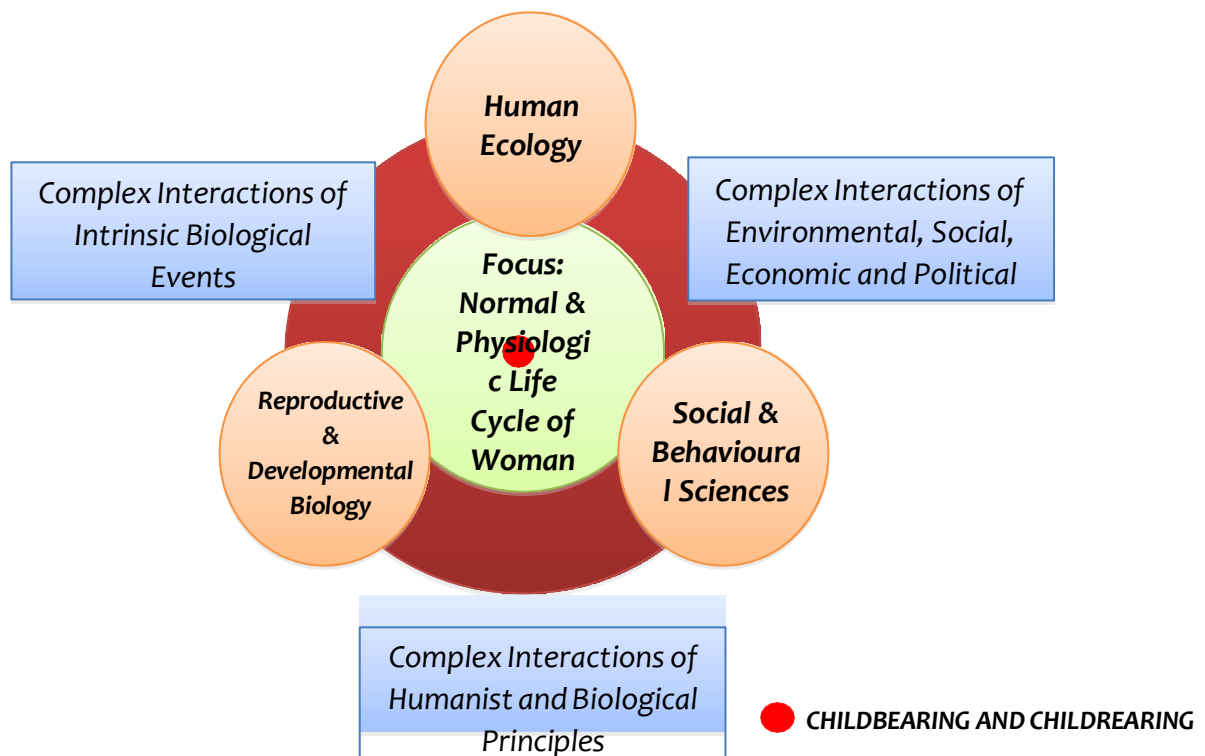 Human
Ecology
Complex Interactions of
Intrinsic Biological
Events
Complex Interactions of
Environmental, Social,
Economic and Political
Focus:
Normal &
Physiologi
c Life
Cycle of
Woman
Reproductive
&
Developmental
Biology
Social &
Behavioura
l Sciences
Complex Interactions of
Humanist and Biological
Principles
CHILDBEARING AND CHILDREARING